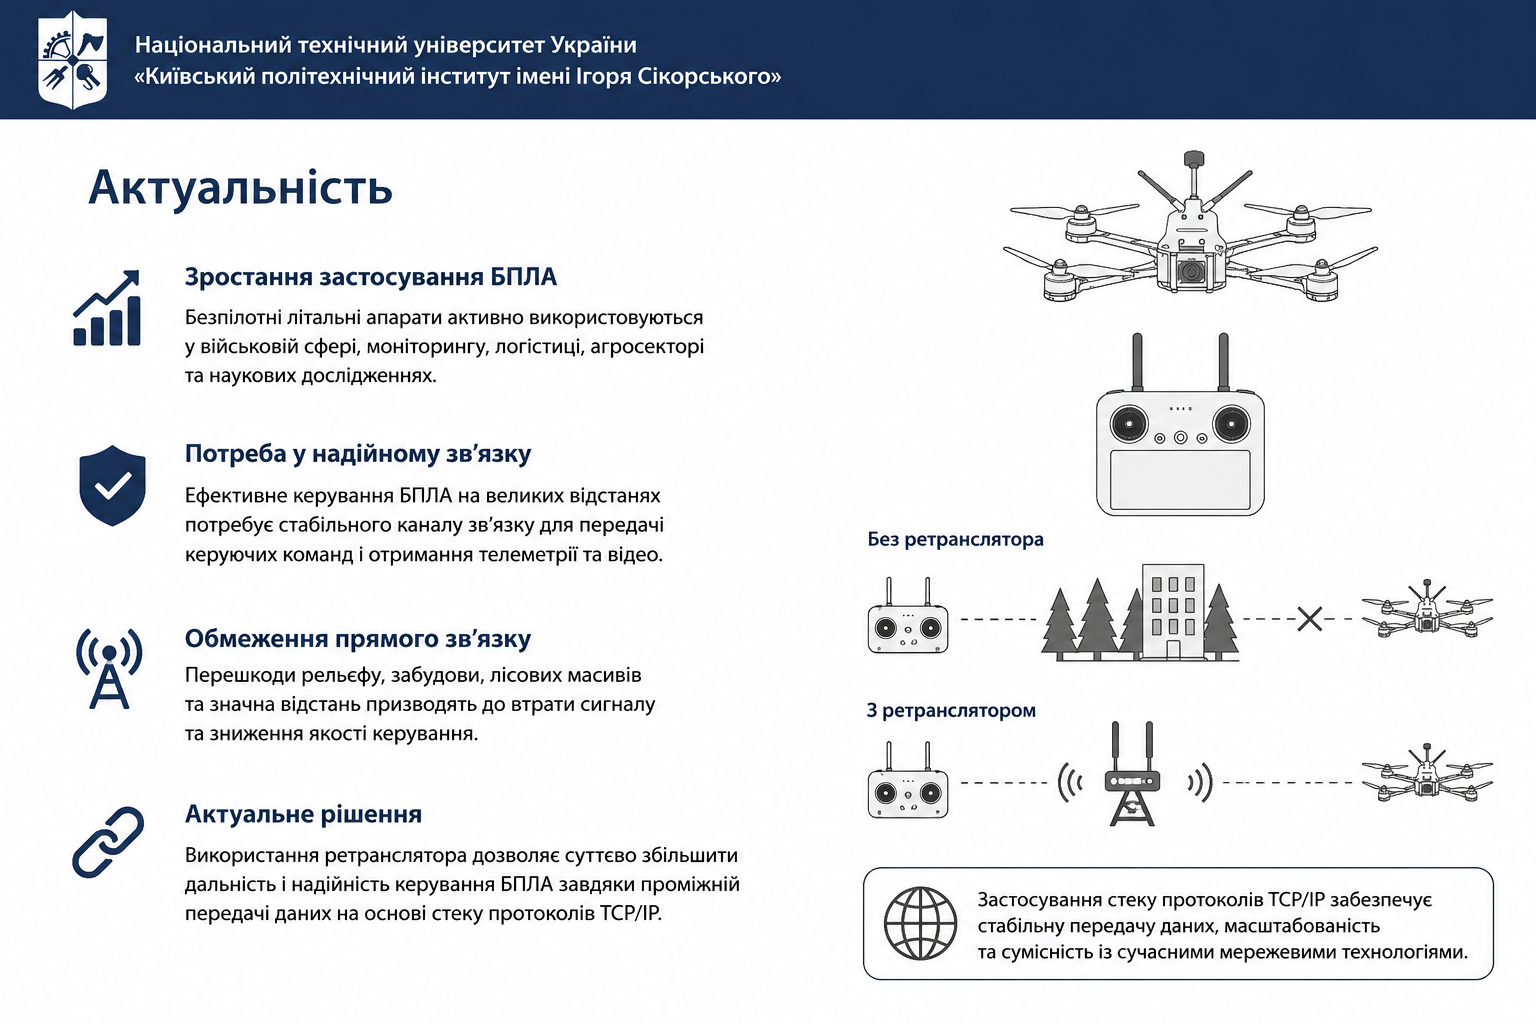 Національний технічний університет України
«Київський політехнічний інститут імені Ігоря Сікорського»
Актуальність
Зростання застосування БПЛА
Безпілотні літальні апарати активно використовуються
у військовій сфері, моніторингу, логістиці, агросекторі
та наукових дослідженнях.
Потреба у надійному зв’язку
Ефективне керування БПЛА на великих відстанях
потребує стабільного каналу зв’язку для передачі
керуючих команд і отримання телеметрії та відео.
Обмеження прямого зв’язку
Перешкоди рельєфу, забудови, лісових масивів
та значна відстань призводять до втрати сигналу
та зниження якості керування.
Актуальне рішення
Використання ретранслятора дозволяє суттєво збільшити
дальність і надійність керування БПЛА завдяки проміжній
передачі даних на основі стеку протоколів TCP/IP.
Без ретранслятора
З ретранслятором
Застосування стеку протоколів TCP/IP забезпечує
стабільну передачу даних, масштабованість
та сумісність із сучасними мережевими технологіями.